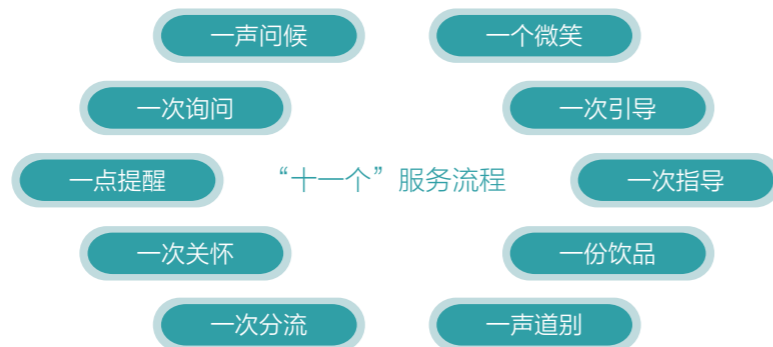 一声问候
一个微笑
一次询问
一次引导
一点提醒
“十一个”服务流程
一次指导
一次关怀
一份饮品
一次分流
一声道别